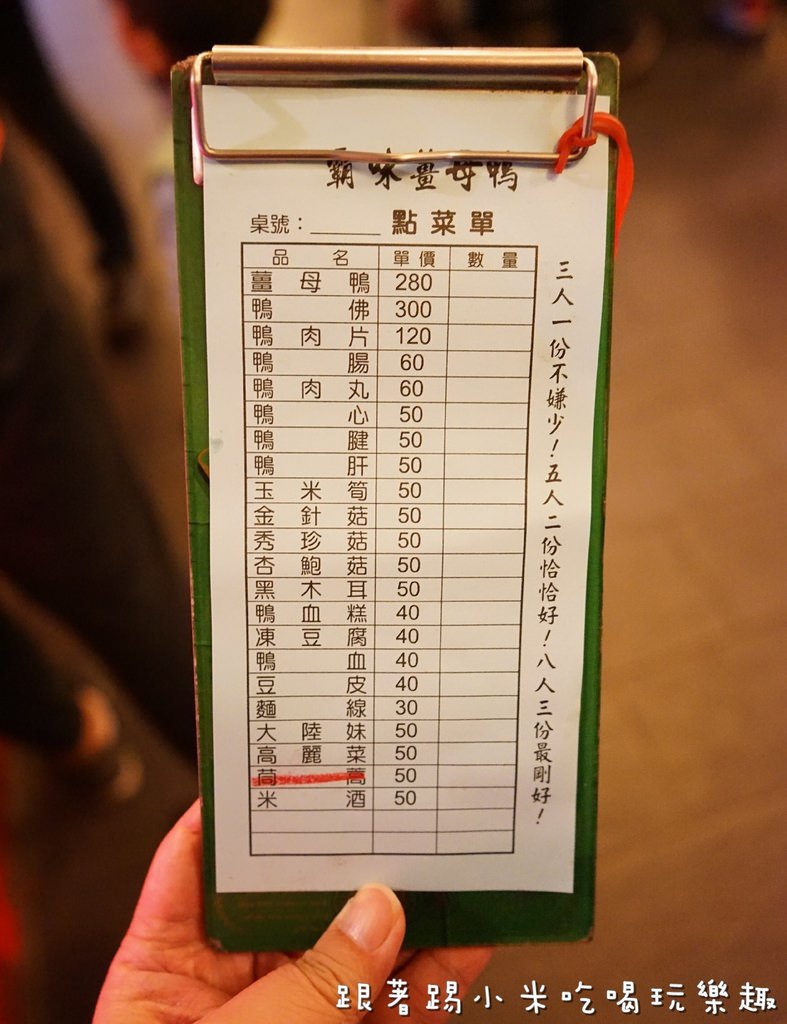 霸味薑母鴨
桌號：______ 點菜單
品名 單價 數量
薑母鴨 280
鴨佛 300
鴨肉片 120
鴨腸 60
鴨肉丸 60
鴨心 50
鴨腱 50
鴨肝 50
玉米筍 50
金針菇 50
秀珍菇 50
杏鮑菇 50
黑木耳 50
鴨血糕 40
凍豆腐 40
鴨血 40
豆皮 40
麵線 30
大陸妹 50
高麗菜 50
茼蒿 50
米酒 50
三人一份不嫌少！五人二份恰恰好！八人三份最剛好！
跟著踢小米吃喝玩樂趣